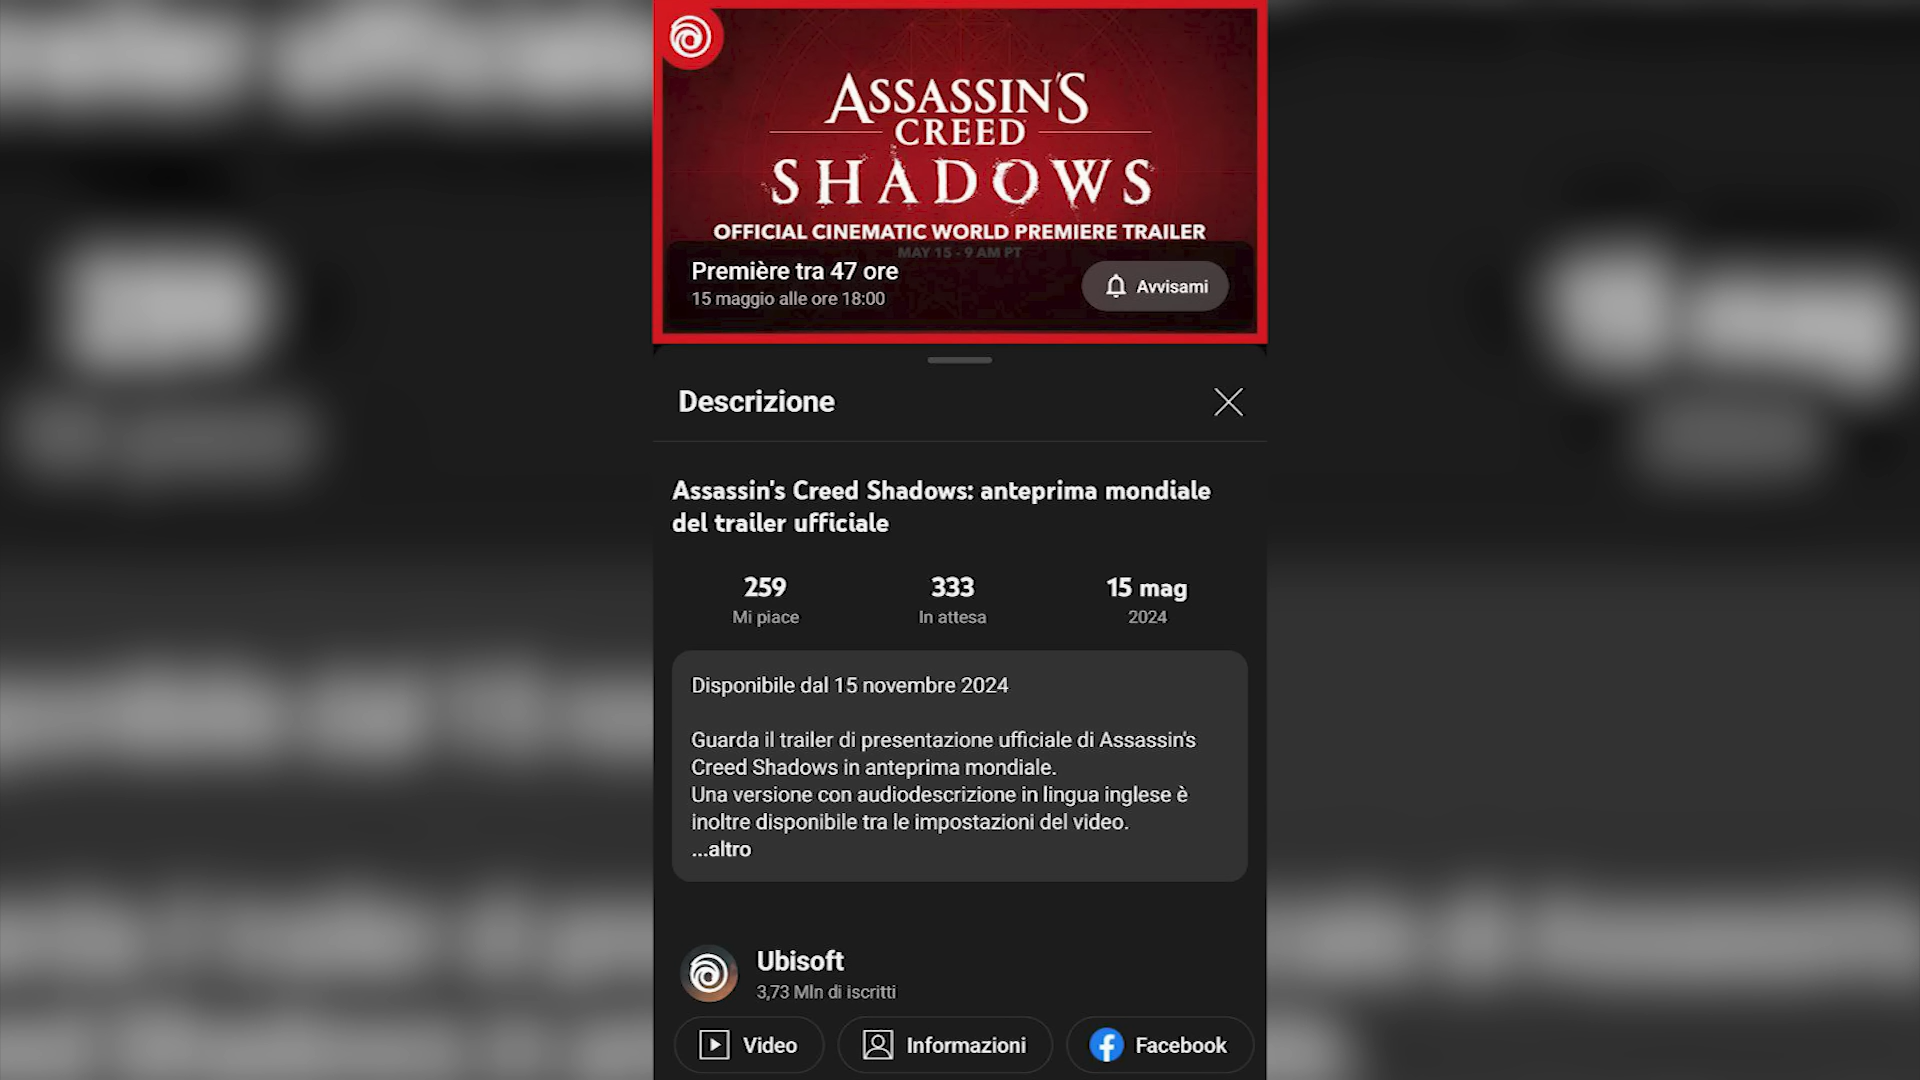 ASSASSIN'S
CREED
SHADOWS
OFFICIAL CINEMATIC WORLD PREMIERE TRAILER
MAY 15 - 9 AM PT
Première tra 47 ore
15 maggio alle ore 18:00
Avvisami
Descrizione
Assassin's Creed Shadows: anteprima mondiale
del trailer ufficiale
259 333 15 mag
Mi piace In attesa 2024
Disponibile dal 15 novembre 2024
Guarda il trailer di presentazione ufficiale di Assassin's
Creed Shadows in anteprima mondiale.
Una versione con audiodescrizione in lingua inglese è
inoltre disponibile tra le impostazioni del video.
...altro
Ubisoft
3,73 Mln di iscritti
Video Informazioni Facebook